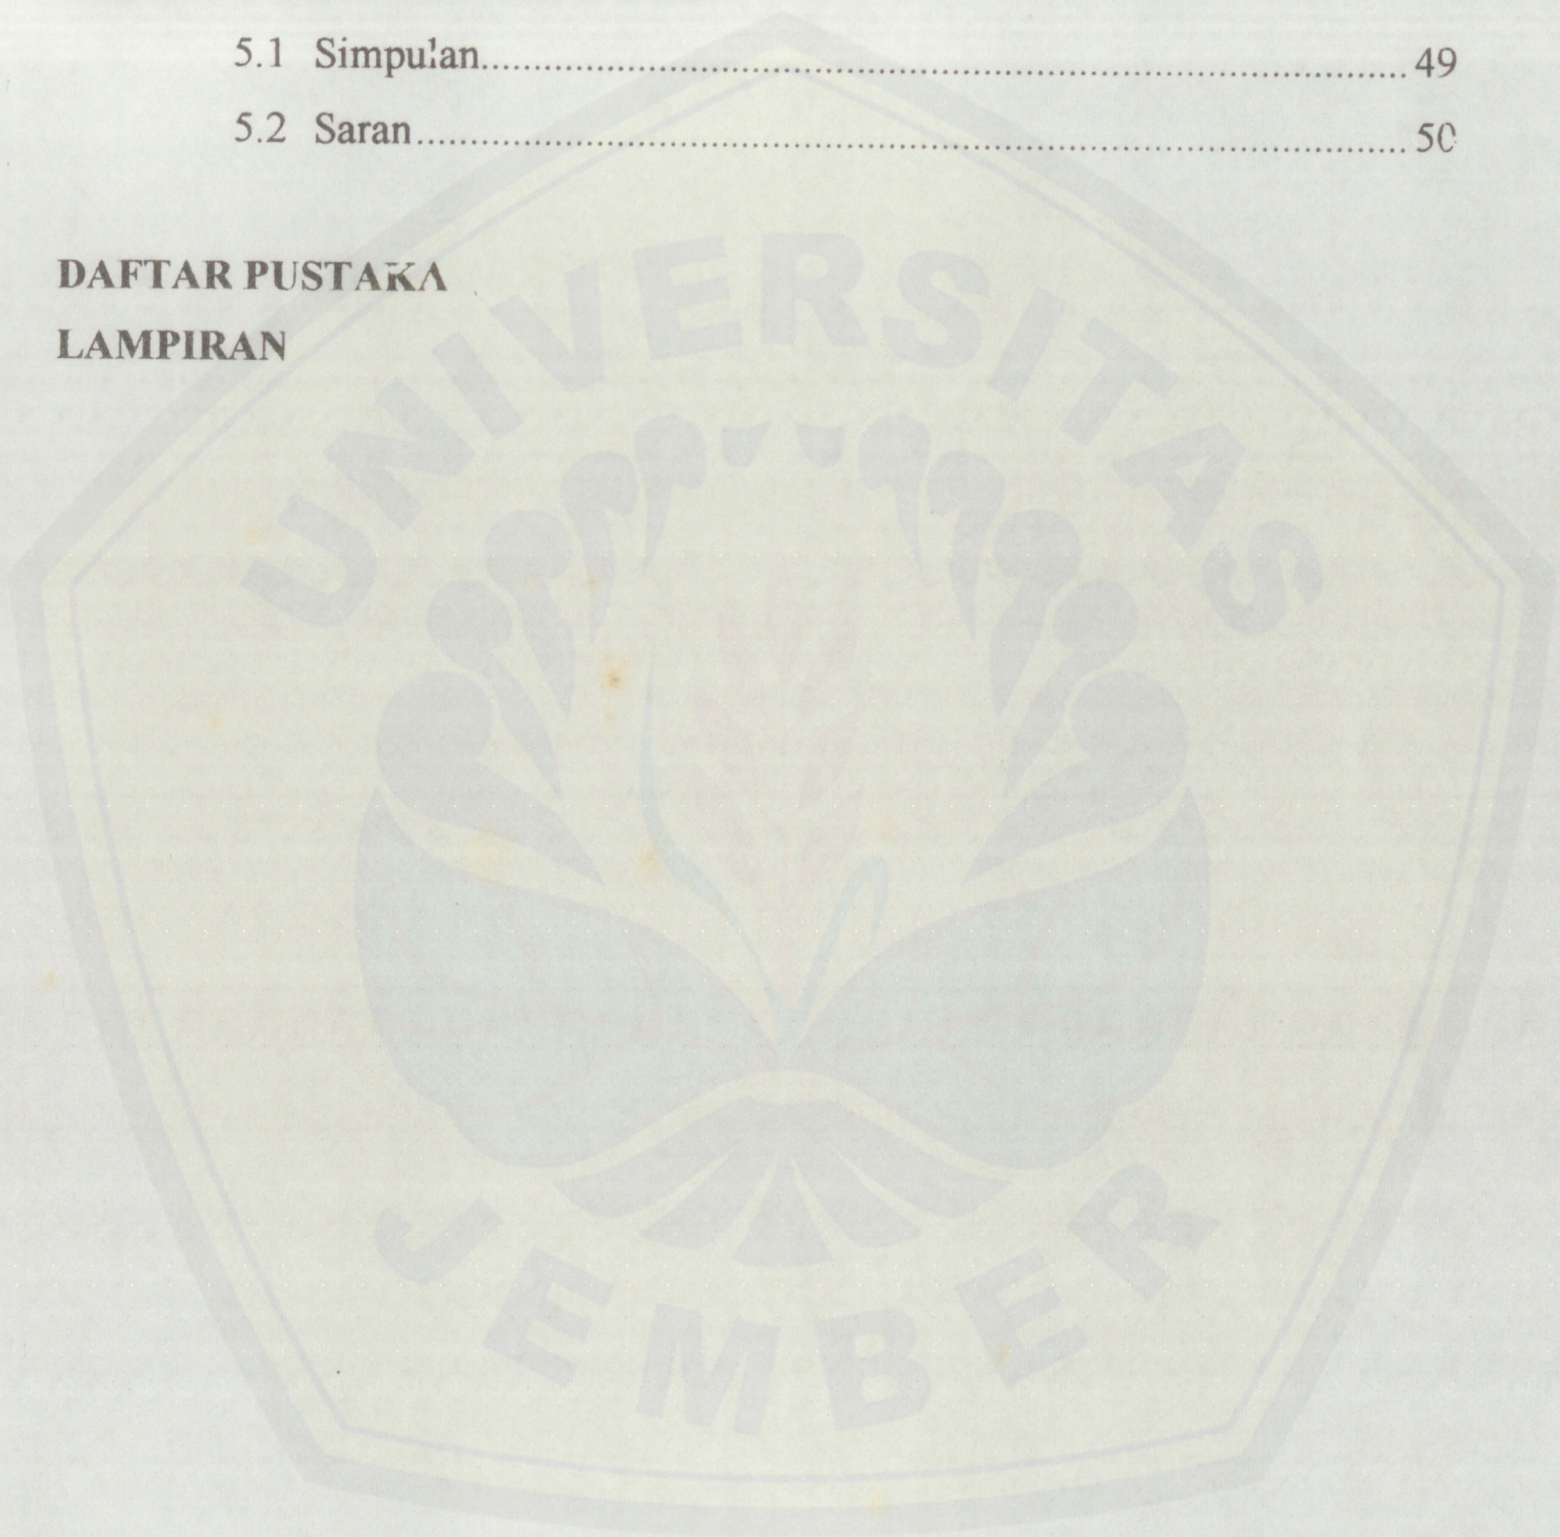 5.1 Simpulan.......................................................................................................49
5.2 Saran..............................................................................................................50
DAFTAR PUSTAKA
LAMPIRAN
UNIVERSITAS
JEMBER